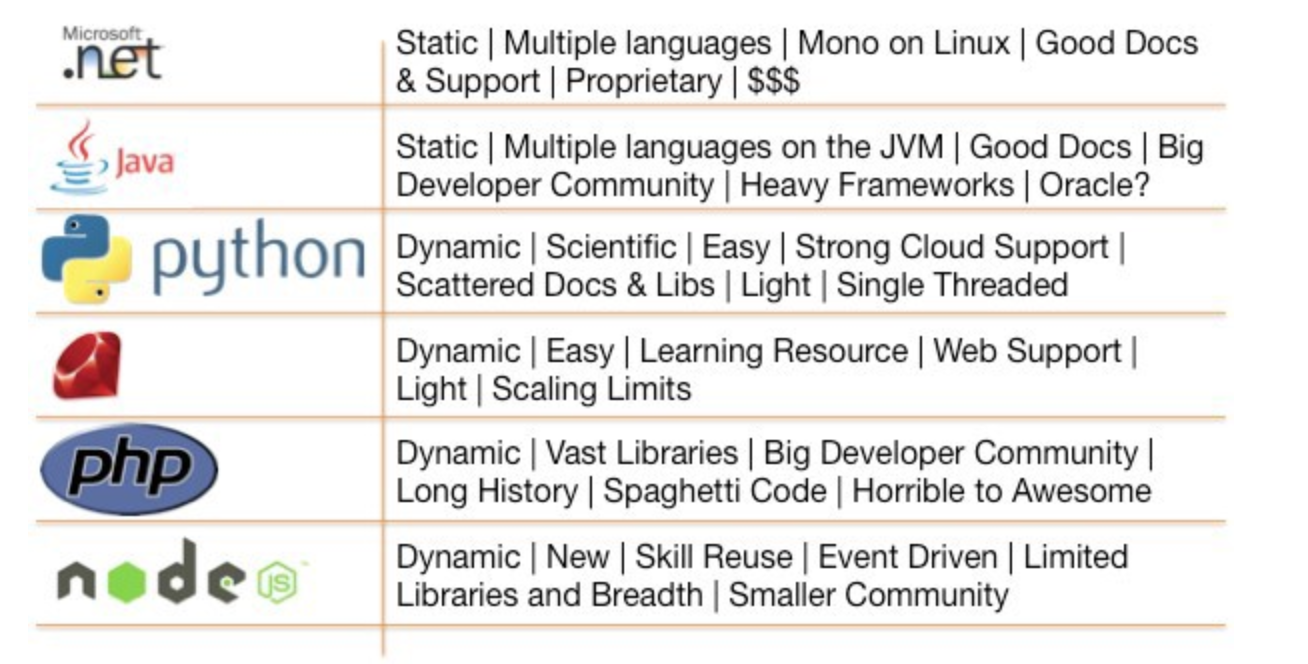 Microsoft
.net
Static | Multiple languages | Mono on Linux | Good Docs
& Support | Proprietary | $$$
Java
Static | Multiple languages on the JVM | Good Docs | Big
Developer Community | Heavy Frameworks | Oracle?
python
Dynamic | Scientific | Easy | Strong Cloud Support |
Scattered Docs & Libs | Light | Single Threaded
Dynamic | Easy | Learning Resource | Web Support |
Light | Scaling Limits
php
Dynamic | Vast Libraries | Big Developer Community |
Long History | Spaghetti Code | Horrible to Awesome
node JS
Dynamic | New | Skill Reuse | Event Driven | Limited
Libraries and Breadth | Smaller Community